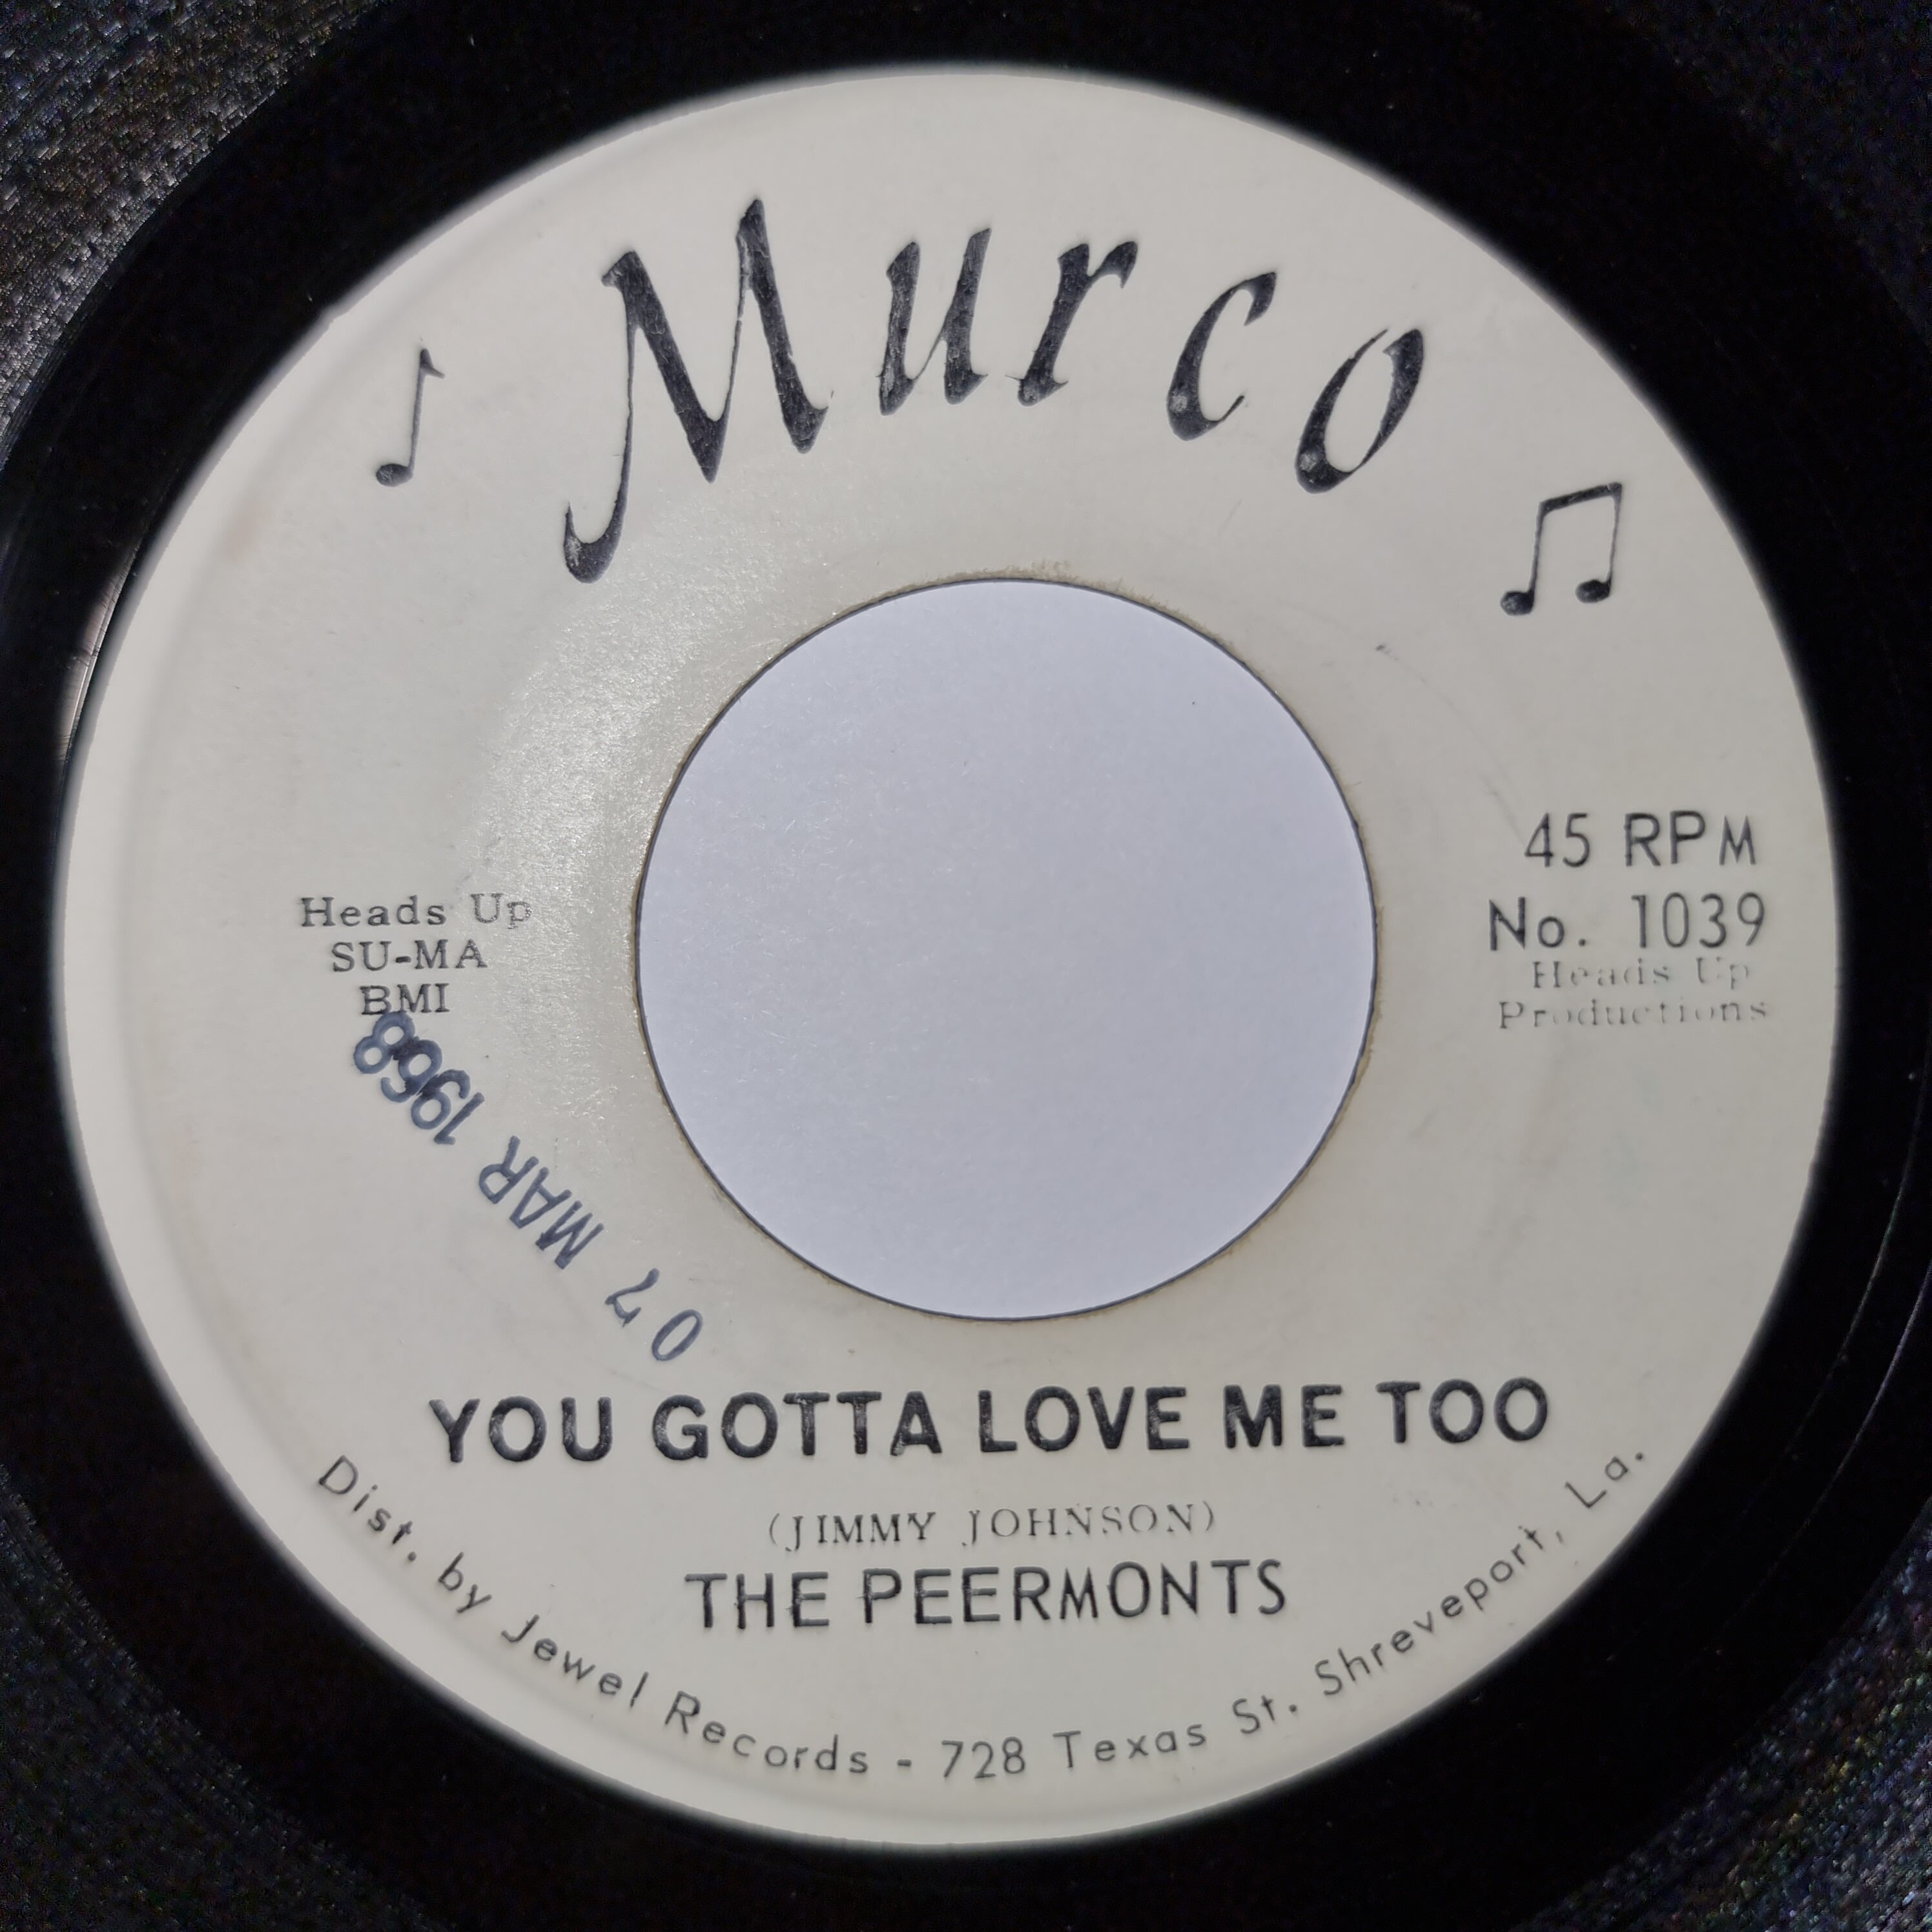 Murco
45 RPM
No. 1039
Heads Up
Productions
Heads Up
SU-MA
BMI
07 MAR 1968
YOU GOTTA LOVE ME TOO
(JIMMY JOHNSON)
THE PEERMONTS
Dist. by Jewel Records - 728 Texas St. Shreveport, La.